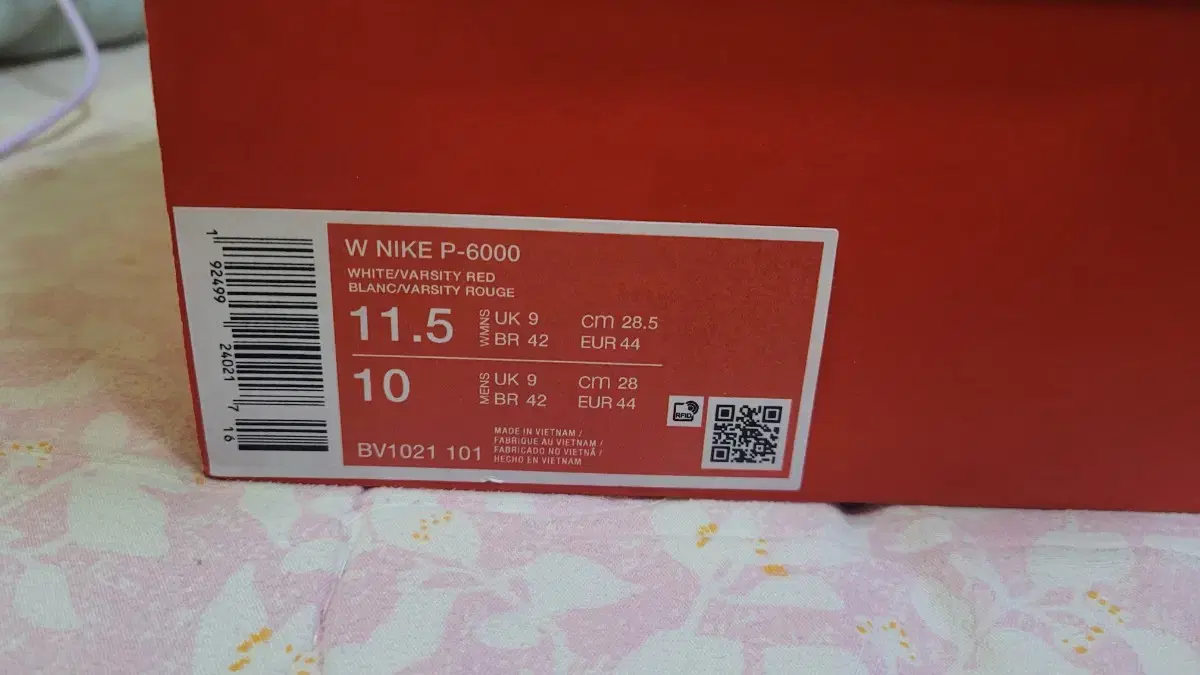 W NIKE P-6000
WHITE/VARSITY RED
BLANC/VARSITY ROUGE
11.5 WMNS UK 9 cm 28.5
BR 42 EUR 44
10 MENS UK 9 cm 28
BR 42 EUR 44
BV1021 101
MADE IN VIETNAM /
FABRIQUE AU VIETNAM /
FABRICADO NO VIETNÃ /
HECHO EN VIETNAM
RFID
1 92499 24021 7 16